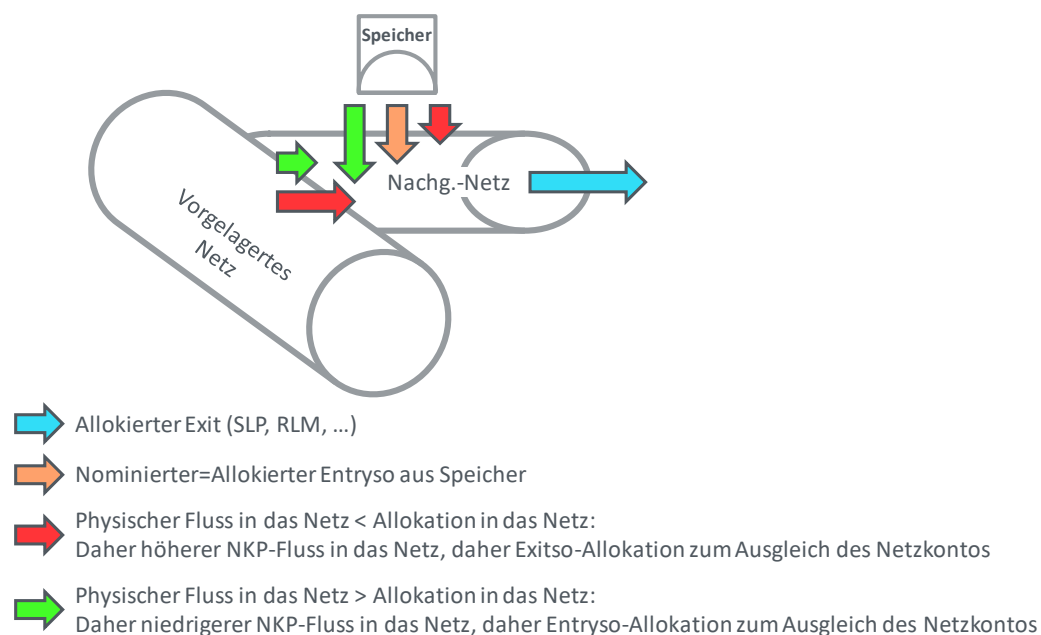 Speicher
Nachg.-Netz
Vorgelagertes
Netz
Allokierter Exit (SLP, RLM, …)
Nominierter=Allokierter Entryso aus Speicher
Physischer Fluss in das Netz < Allokation in das Netz:
Daher höherer NKP-Fluss in das Netz, daher Exitso-Allokation zum Ausgleich des Netzkontos
Physischer Fluss in das Netz > Allokation in das Netz:
Daher niedrigerer NKP-Fluss in das Netz, daher Entryso-Allokation zum Ausgleich des Netzkontos